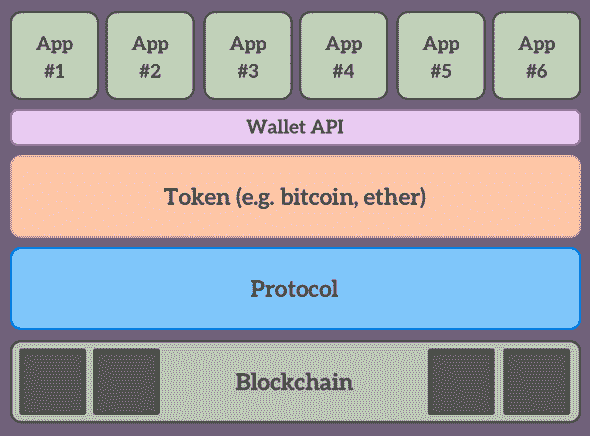 App App App App App App
#1 #2 #3 #4 #5 #6
Wallet API
Token (e.g. bitcoin, ether)
Protocol
Blockchain